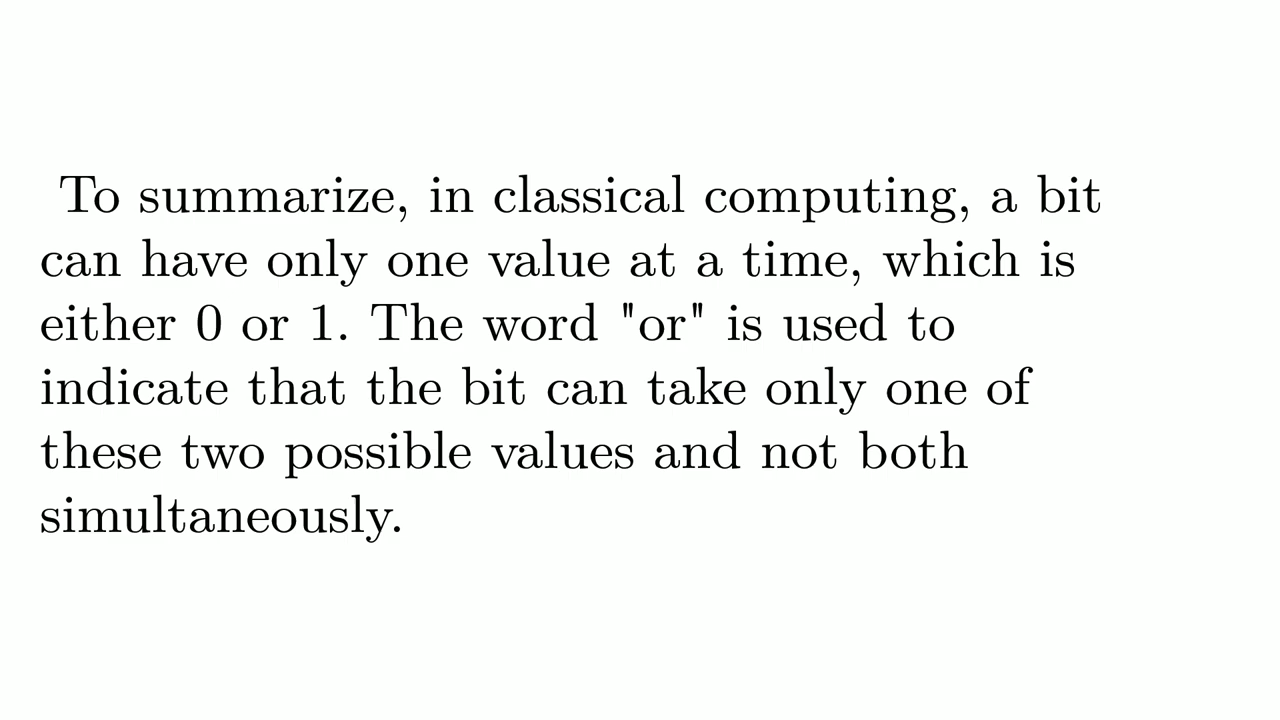 To summarize, in classical computing, a bit
can have only one value at a time, which is
either 0 or 1. The word "or" is used to
indicate that the bit can take only one of
these two possible values and not both
simultaneously.